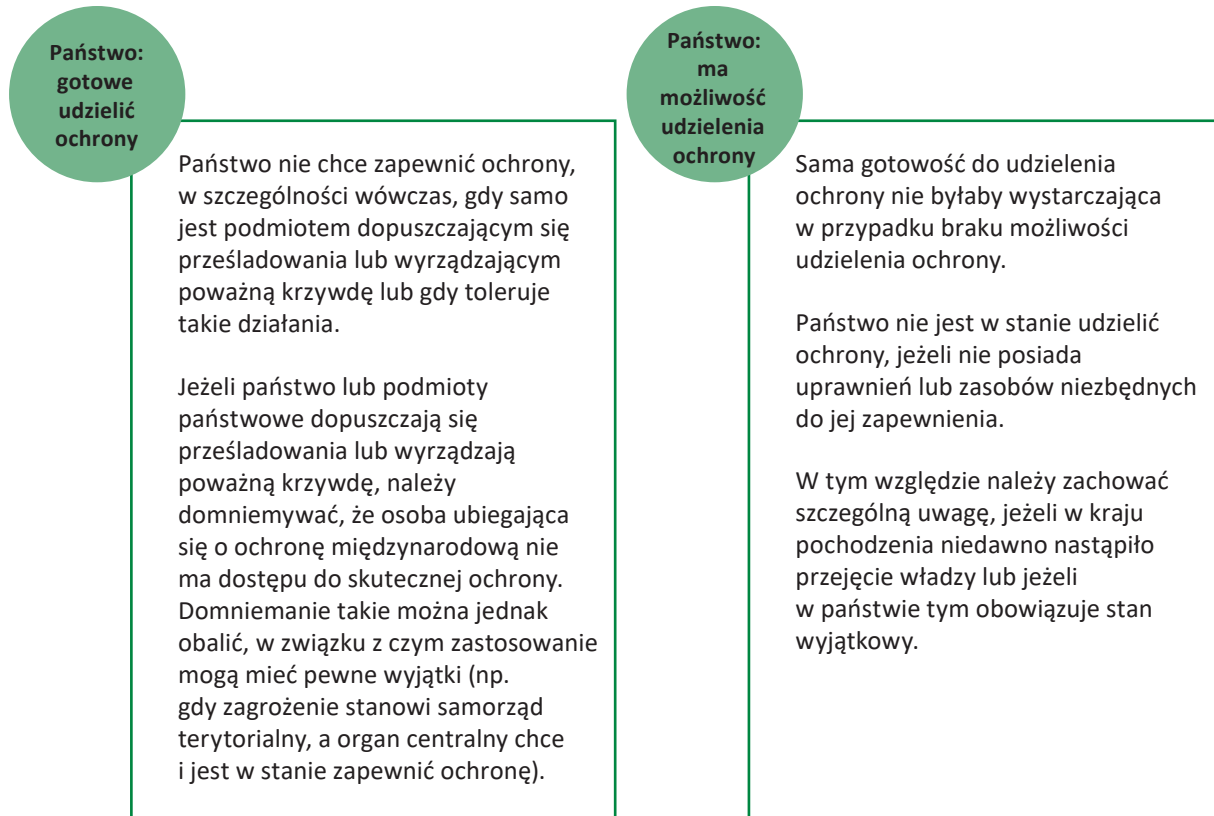 Państwo:
gotowe
udzielić
ochrony
Państwo nie chce zapewnić ochrony,
w szczególności wówczas, gdy samo
jest podmiotem dopuszczającym się
prześladowania lub wyrządzającym
poważną krzywdę lub gdy toleruje
takie działania.
Jeżeli państwo lub podmioty
państwowe dopuszczają się
prześladowania lub wyrządzają
poważną krzywdę, należy
domniemywać, że osoba ubiegająca
się o ochronę międzynarodową nie
ma dostępu do skutecznej ochrony.
Domniemanie takie można jednak
obalić, w związku z czym zastosowanie
mogą mieć pewne wyjątki (np.
gdy zagrożenie stanowi samorząd
terytorialny, a organ centralny chce
i jest w stanie zapewnić ochronę).
Państwo:
ma
możliwość
udzielenia
ochrony
Sama gotowość do udzielenia
ochrony nie byłaby wystarczająca
w przypadku braku możliwości
udzielenia ochrony.
Państwo nie jest w stanie udzielić
ochrony, jeżeli nie posiada
uprawnień lub zasobów niezbędnych
do jej zapewnienia.
W tym względzie należy zachować
szczególną uwagę, jeżeli w kraju
pochodzenia niedawno nastąpiło
przejęcie władzy lub jeżeli
w państwie tym obowiązuje stan
wyjątkowy.